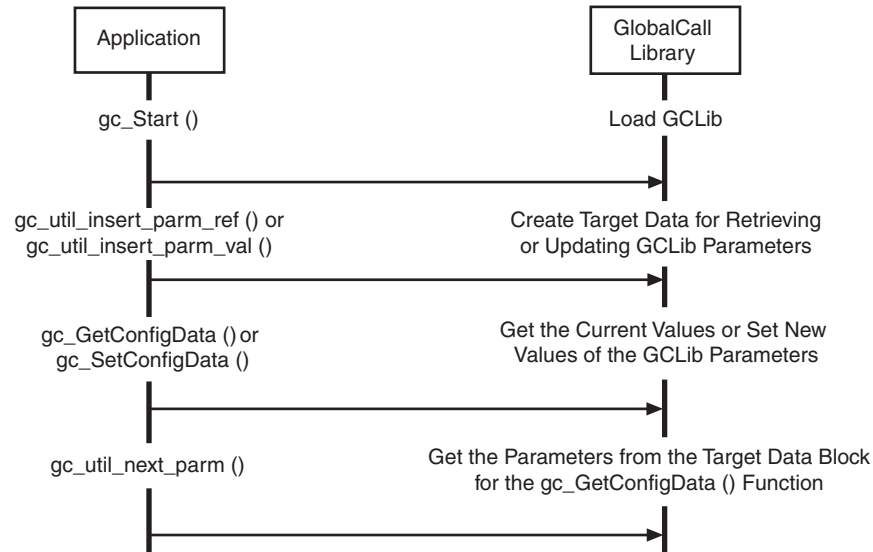 Application
GlobalCall
Library
gc_Start ()
Load GCLib
gc_util_insert_parm_ref () or
gc_util_insert_parm_val ()
Create Target Data for Retrieving
or Updating GCLib Parameters
gc_GetConfigData () or
gc_SetConfigData ()
Get the Current Values or Set New
Values of the GCLib Parameters
gc_util_next_parm ()
Get the Parameters from the Target Data Block
for the gc_GetConfigData () Function